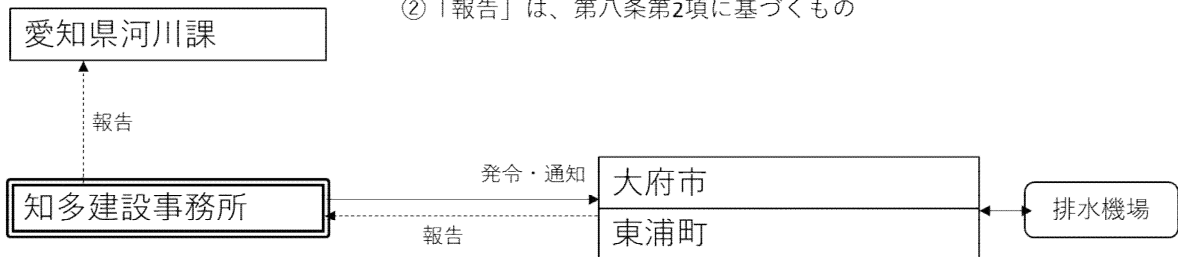 ②「報告」は、第八条第2項に基づくもの
愛知県河川課
報告
発令・通知
大府市
知多建設事務所
排水機場
報告
東浦町